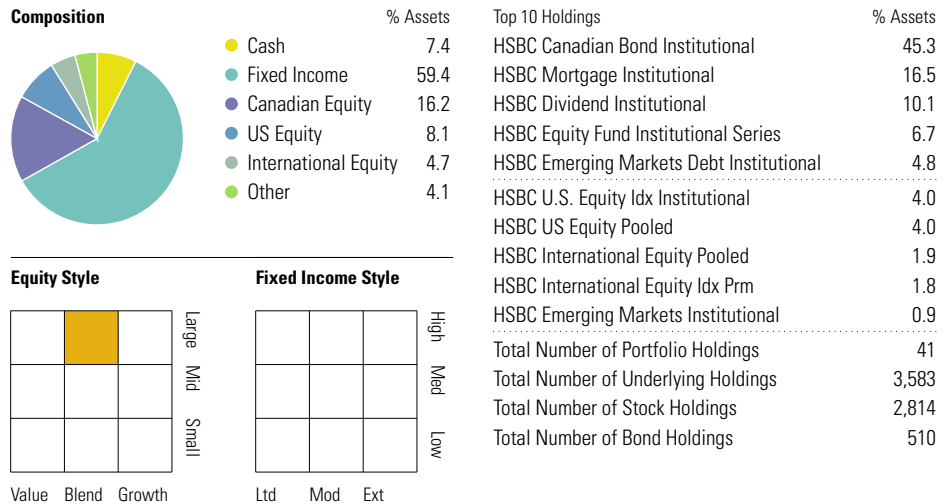 Composition % Assets
Cash 7.4
Fixed Income 59.4
Canadian Equity 16.2
US Equity 8.1
International Equity 4.7
Other 4.1
Equity Style
Large
Mid
Small
Value Blend Growth
Fixed Income Style
High
Med
Low
Ltd Mod Ext
Top 10 Holdings % Assets
HSBC Canadian Bond Institutional 45.3
HSBC Mortgage Institutional 16.5
HSBC Dividend Institutional 10.1
HSBC Equity Fund Institutional Series 6.7
HSBC Emerging Markets Debt Institutional 4.8
HSBC U.S. Equity Idx Institutional 4.0
HSBC US Equity Pooled 4.0
HSBC International Equity Pooled 1.9
HSBC International Equity Idx Prm 1.8
HSBC Emerging Markets Institutional 0.9
Total Number of Portfolio Holdings 41
Total Number of Underlying Holdings 3,583
Total Number of Stock Holdings 2,814
Total Number of Bond Holdings 510